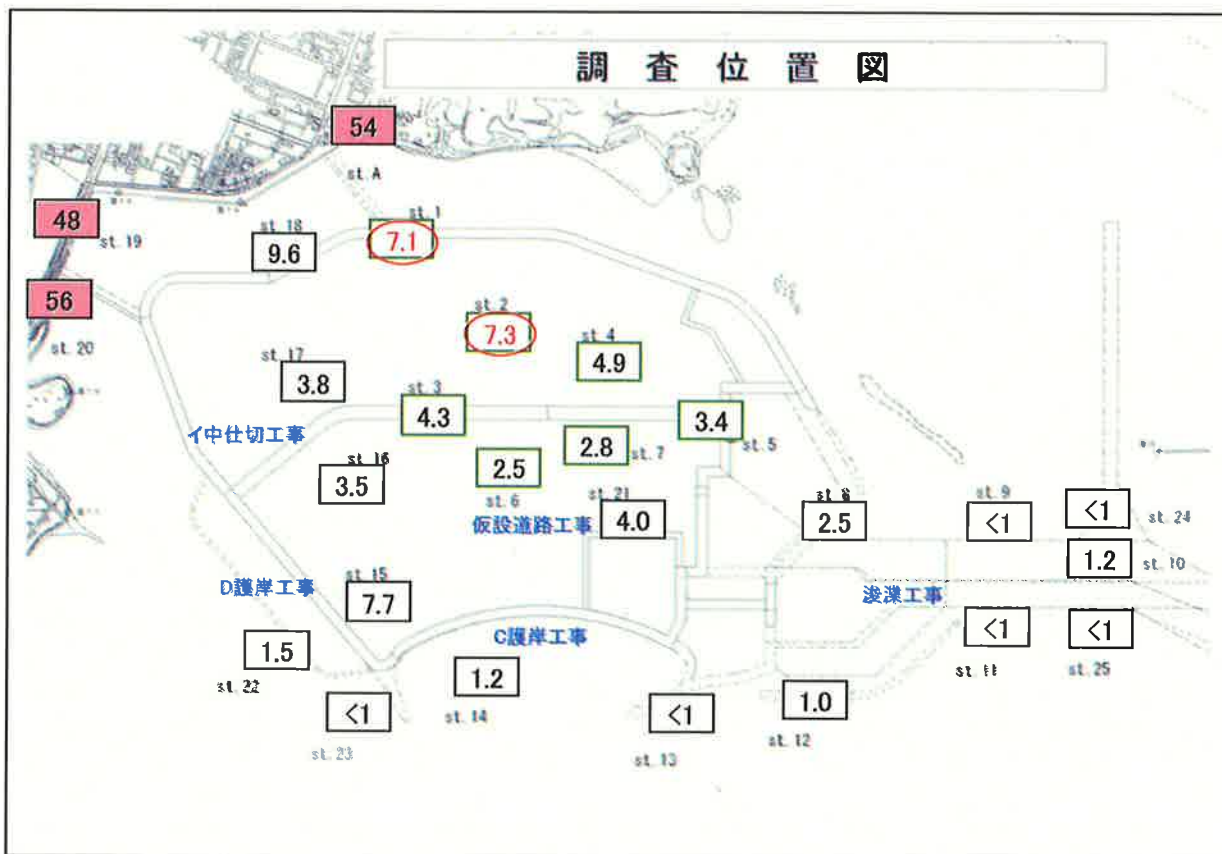 調査位置図
54
st. A
48
st. 19
st. 18
9.6
st. 1
7.1
56
st. 20
st. 2
7.3
st. 4
4.9
st. 17
3.8
st. 3
4.3
3.4
st. 5
イ中仕切工事
2.8
st. 7
st. 16
3.5
2.5
st. 6
st. 21
4.0
仮設道路工事
2.5
st. 9
<1
<1
st. 24
1.2
st. 10
D護岸工事
st. 15
7.7
C護岸工事
浚渫工事
<1
st. 11
<1
st. 25
1.5
st. 22
1.2
st. 14
<1
st. 23
<1
st. 13
1.0
st. 12